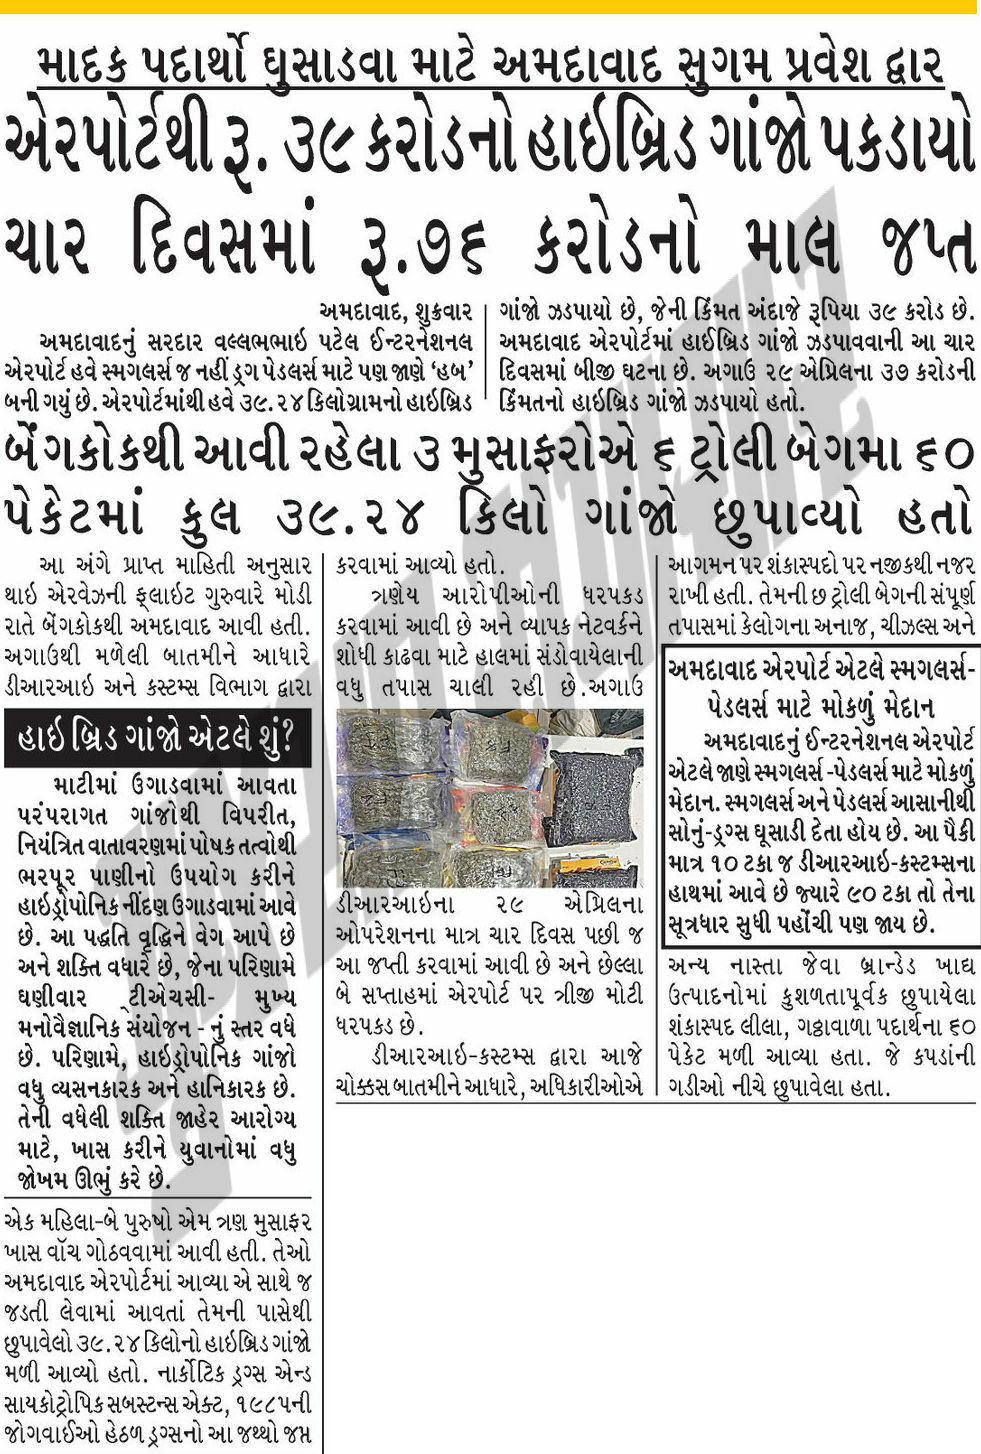 માદક પદાર્થો ઘુસાડવા માટે અમદાવાદ સુગમ પ્રવેશ દ્વાર
એરપોર્ટથી રૂ. ૩૯ કરોડનો હાઇબ્રિડ ગાંજો પકડાયો
ચાર દિવસમાં રૂ.૭૬ કરોડનો માલ જપ્ત
અમદાવાદ, શુક્રવાર
અમદાવાદનું સરદાર વલ્લભભાઇ પટેલ ઈન્ટરનેશનલ
એરપોર્ટ હવે સ્મગલર્સ જ નહીં ડ્રગ પેડલર્સ માટે પણ જાણે ‘હબ’
બની ગયું છે. એરપોર્ટમાંથી હવે ૩૯.૨૪ કિલોગ્રામનો હાઈબ્રિડ
ગાંજો ઝડપાયો છે, જેની કિંમત અંદાજે રૂપિયા ૩૯ કરોડ છે.
અમદાવાદ એરપોર્ટમાં હાઈબ્રિડ ગાંજો ઝડપાવવાની આ ચાર
દિવસમાં બીજી ઘટના છે. અગાઉ ૨૯ એપ્રિલના ૩૭ કરોડની
કિંમતનો હાઈબ્રિડ ગાંજો ઝડપાયો હતો.
બેંગકોકથી આવી રહેલા ૩ મુસાફરોએ ૬ ટ્રોલી બેગમા ૬૦
પેકેટમાં કુલ ૩૯.૨૪ કિલો ગાંજો છુપાવ્યો હતો
આ અંગે પ્રાપ્ત માહિતી અનુસાર
થાઇ એરવેઝની ફ્લાઇટ ગુરુવારે મોડી
રાતે બેંગકોકથી અમદાવાદ આવી હતી.
અગાઉથી મળેલી બાતમીને આધારે
ડીઆરઆઇ અને કસ્ટમ્સ વિભાગ દ્વારા
હાઇ બ્રિડ ગાંજો એટલે શું?
માટીમાં ઉગાડવામાં આવતા
પરંપરાગત ગાંજોથી વિપરીત,
નિયંત્રિત વાતાવરણમાં પોષક તત્વોથી
ભરપૂર પાણીનો ઉપયોગ કરીને
હાઇડ્રોપોનિક નીંદણ ઉગાડવામાં આવે
છે. આ પદ્ધતિ વૃદ્ધિને વેગ આપે છે
અને શક્તિ વધારે છે, જેના પરિણામે
ઘણીવાર ટીએચસી- મુખ્ય
મનોવૈજ્ઞાનિક સંયોજન - નું સ્તર વધે
છે. પરિણામે, હાઇડ્રોપોનિક ગાંજો
વધુ વ્યસનકારક અને હાનિકારક છે.
તેની વધેલી શક્તિ જાહેર આરોગ્ય
માટે, ખાસ કરીને યુવાનોમાં વધુ
જોખમ ઊભું કરે છે.
એક મહિલા-બે પુરુષો એમ ત્રણ મુસાફર
ખાસ વૉચ ગોઠવવામાં આવી હતી. તેઓ
અમદાવાદ એરપોર્ટમાં આવ્યા એ સાથે જ
જડતી લેવામાં આવતાં તેમની પાસેથી
છુપાવેલો ૩૯.૨૪ કિલોનો હાઇબ્રિડ ગાંજો
મળી આવ્યો હતો. નાર્કોટિક ડ્રગ્સ એન્ડ
સાયકોટ્રોપિક સબસ્ટન્સ એક્ટ, ૧૯૮૫ની
જોગવાઈઓ હેઠળ ડ્રગ્સનો આ જથ્થો જપ્ત
કરવામાં આવ્યો હતો.
ત્રણેય આરોપીઓની ધરપકડ
કરવામાં આવી છે અને વ્યાપક નેટવર્કને
શોધી કાઢવા માટે હાલમાં સંડોવાયેલાની
વધુ તપાસ ચાલી રહી છે.અગાઉ
ડીઆરઆઇના ૨૯ એપ્રિલના
ઓપરેશનના માત્ર ચાર દિવસ પછી જ
આ જપ્તી કરવામાં આવી છે અને છેલ્લા
બે સપ્તાહમાં એરપોર્ટ પર ત્રીજી મોટી
ધરપકડ છે.
ડીઆરઆઇ-કસ્ટમ્સ દ્વારા આજે
ચોક્કસ બાતમીને આધારે, અધિકારીઓએ
આગમન પર શંકાસ્પદો પર નજીકથી નજર
રાખી હતી. તેમની છ ટ્રોલી બેગની સંપૂર્ણ
તપાસમાં કેલોગના અનાજ, ચીઝલ્સ અને
અમદાવાદ એરપોર્ટ એટલે સ્મગલર્સ-
પેડલર્સ માટે મોકળું મેદાન
અમદાવાદનું ઈન્ટરનેશનલ એરપોર્ટ
એટલે જાણે સ્મગલર્સ -પેડલર્સ માટે મોકળું
મેદાન. સ્મગલર્સ અને પેડલર્સ આસાનીથી
સોનું-ડ્રગ્સ ઘૂસાડી દેતા હોય છે. આ પૈકી
માત્ર ૧૦ ટકા જ ડીઆરઆઇ-કસ્ટમ્સના
હાથમાં આવે છે જ્યારે ૯૦ ટકા તો તેના
સૂત્રધાર સુધી પહોંચી પણ જાય છે.
અન્ય નાસ્તા જેવા બ્રાન્ડેડ ખાદ્ય
ઉત્પાદનોમાં કુશળતાપૂર્વક છુપાયેલા
શંકાસ્પદ લીલા, ગઠ્ઠાવાળા પદાર્થના ૬૦
પેકેટ મળી આવ્યા હતા. જે કપડાંની
ગડીઓ નીચે છુપાવેલા હતા.